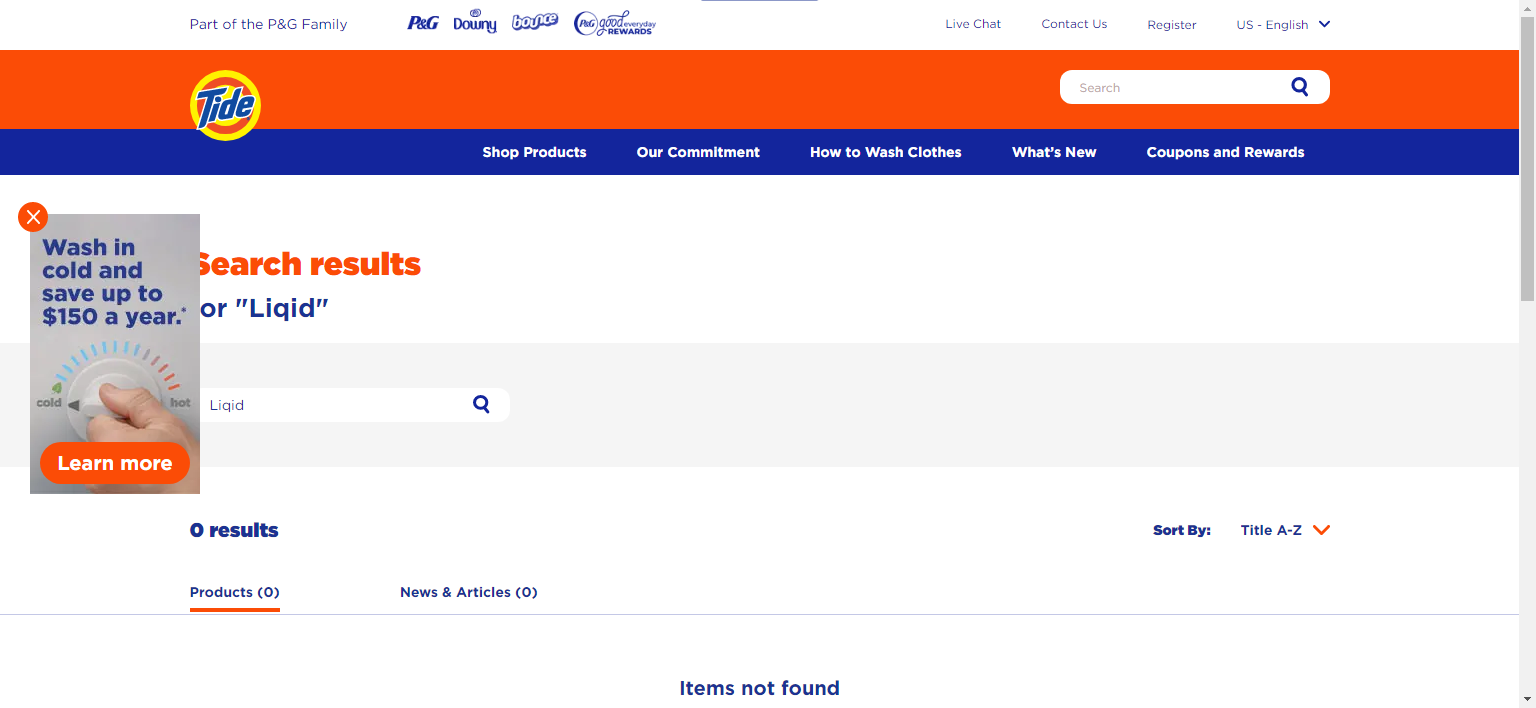 Part of the P&G Family
P&G
Downy
bounce
P&G good everyday
REWARDS
Live Chat
Contact Us
Register
US - English
Tide
Search
Shop Products
Our Commitment
How to Wash Clothes
What's New
Coupons and Rewards
Wash in
cold and
save up to
$150 a year.*
cold
hot
Learn more
Search results
or "Liqid"
Liqid
0 results
Sort By:
Title A-Z
Products (0)
News & Articles (0)
Items not found